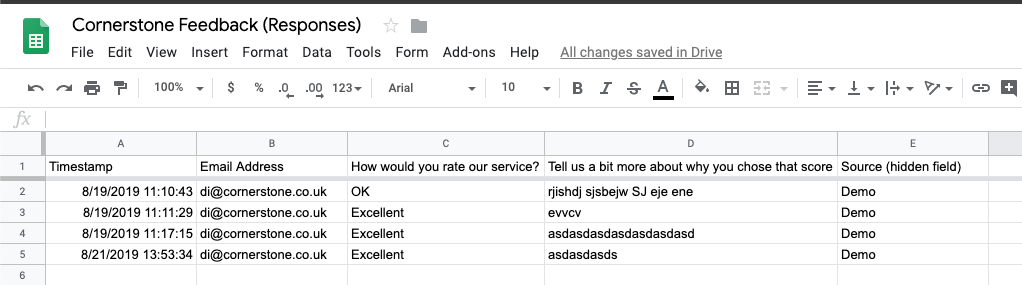 Cornerstone Feedback (Responses)
File Edit View Insert Format Data Tools Form Add-ons Help All changes saved in Drive
100% $ % .0 .00 123 Arial 10 B I S A
fx
A B C D E
1 Timestamp Email Address How would you rate our service? Tell us a bit more about why you chose that score Source (hidden field)
2 8/19/2019 11:10:43 di@cornerstone.co.uk OK rjishdj sjsbejw SJ eje ene Demo
3 8/19/2019 11:11:29 di@cornerstone.co.uk Excellent evvcv Demo
4 8/19/2019 11:17:15 di@cornerstone.co.uk Excellent asdasdasdasdasdasdasd Demo
5 8/21/2019 13:53:34 di@cornerstone.co.uk Excellent asdasdasds Demo
6